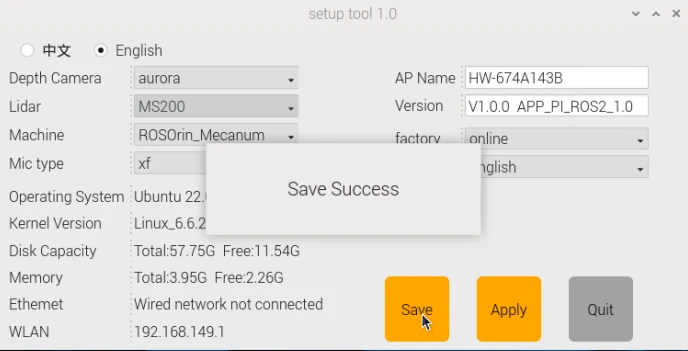 setup tool 1.0
中文 English
Depth Camera aurora AP Name HW-674A143B
Lidar MS200 Version V1.0.0 APP_PI_ROS2_1.0
Machine ROSOrin_Mecanum factory online
Mic type xf nglish
Save Success
Operating System Ubuntu 22.
Kernel Version Linux_6.6.2
Disk Capacity Total:57.75G Free:11.54G
Memory Total:3.95G Free:2.26G
Ethemet Wired network not connected
WLAN 192.168.149.1
Save Apply Quit